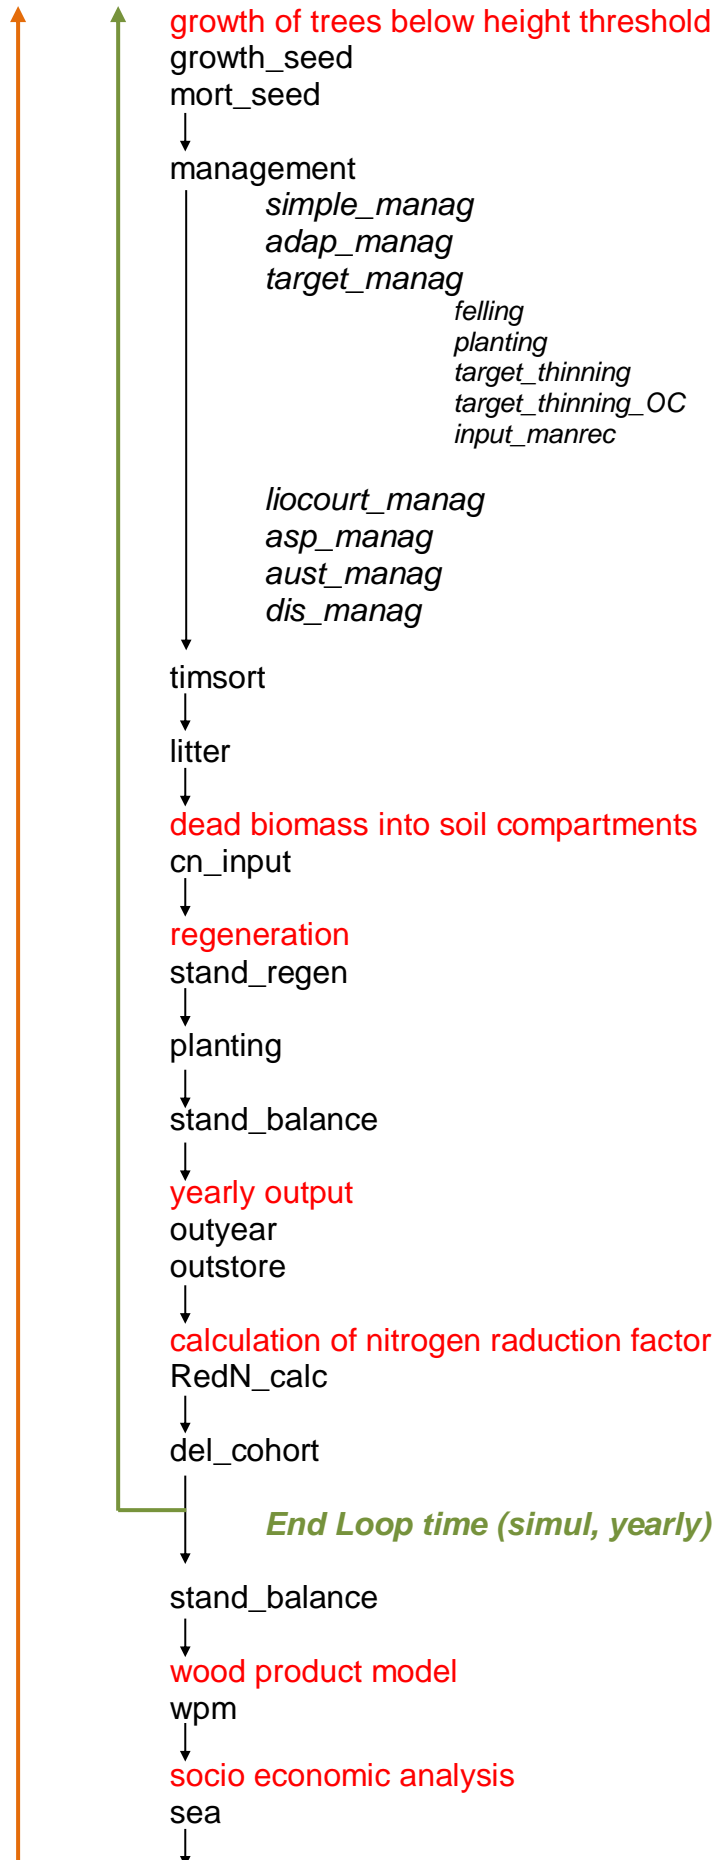 growth of trees below height threshold
growth_seed
mort_seed
management
simple_manag
adap_manag
target_manag
felling
planting
target_thinning
target_thinning_OC
input_manrec
liocourt_manag
asp_manag
aust_manag
dis_manag
timsort
litter
dead biomass into soil compartments
cn_input
regeneration
stand_regen
planting
stand_balance
yearly output
outyear
outstore
calculation of nitrogen raduction factor
RedN_calc
del_cohort
End Loop time (simul, yearly)
stand_balance
wood product model
wpm
socio economic analysis
sea